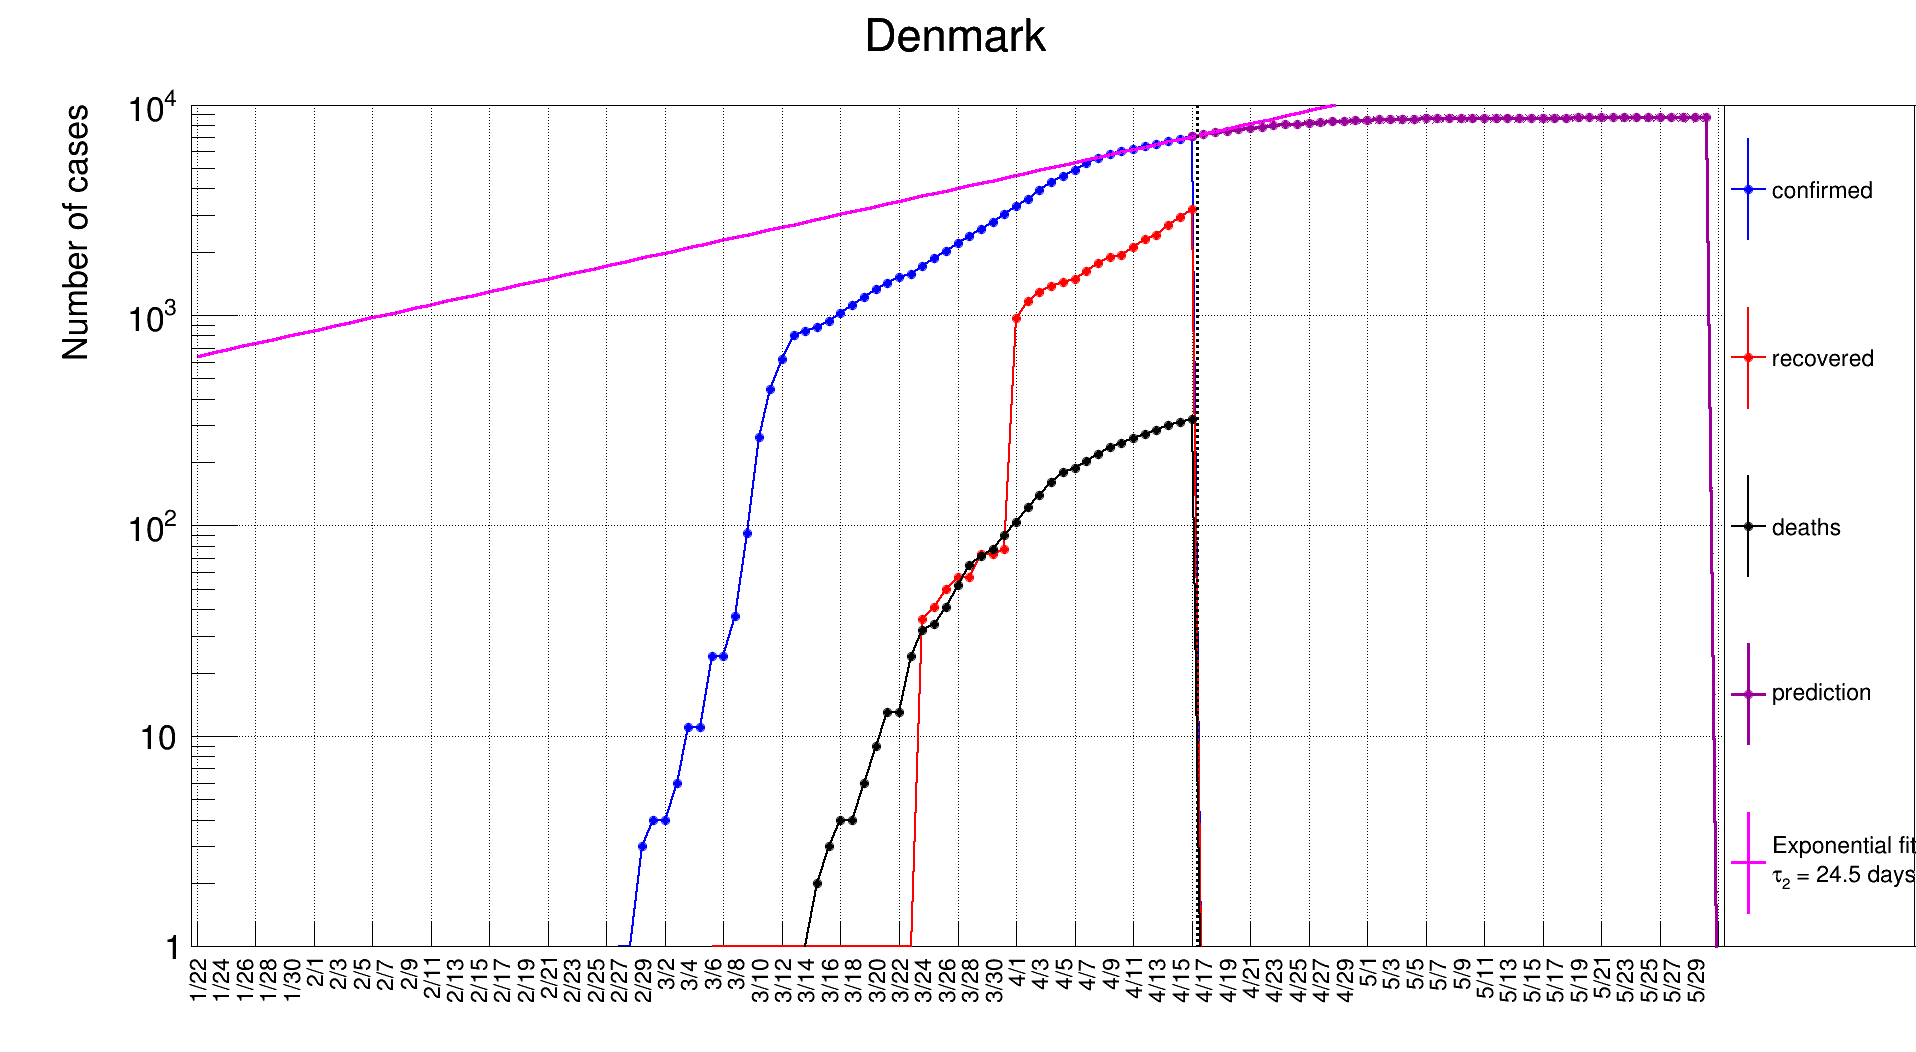 Denmark
Number of cases
10^4
10^3
10^2
10
1
1/22 1/24 1/26 1/28 1/30 2/1 2/3 2/5 2/7 2/9 2/11 2/13 2/15 2/17 2/19 2/21 2/23 2/25 2/27 2/29 3/2 3/4 3/6 3/8 3/10 3/12 3/14 3/16 3/18 3/20 3/22 3/24 3/26 3/28 3/30 4/1 4/3 4/5 4/7 4/9 4/11 4/13 4/15 4/17 4/19 4/21 4/23 4/25 4/27 4/29 5/1 5/3 5/5 5/7 5/9 5/11 5/13 5/15 5/17 5/19 5/21 5/23 5/25 5/27 5/29
confirmed
recovered
deaths
prediction
Exponential fit
τ₂ = 24.5 days